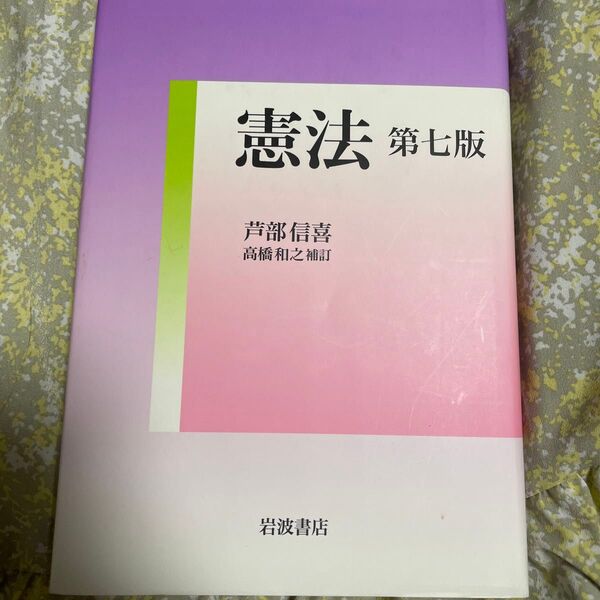 憲法 第七版
芦部信喜
高橋和之補訂
岩波書店